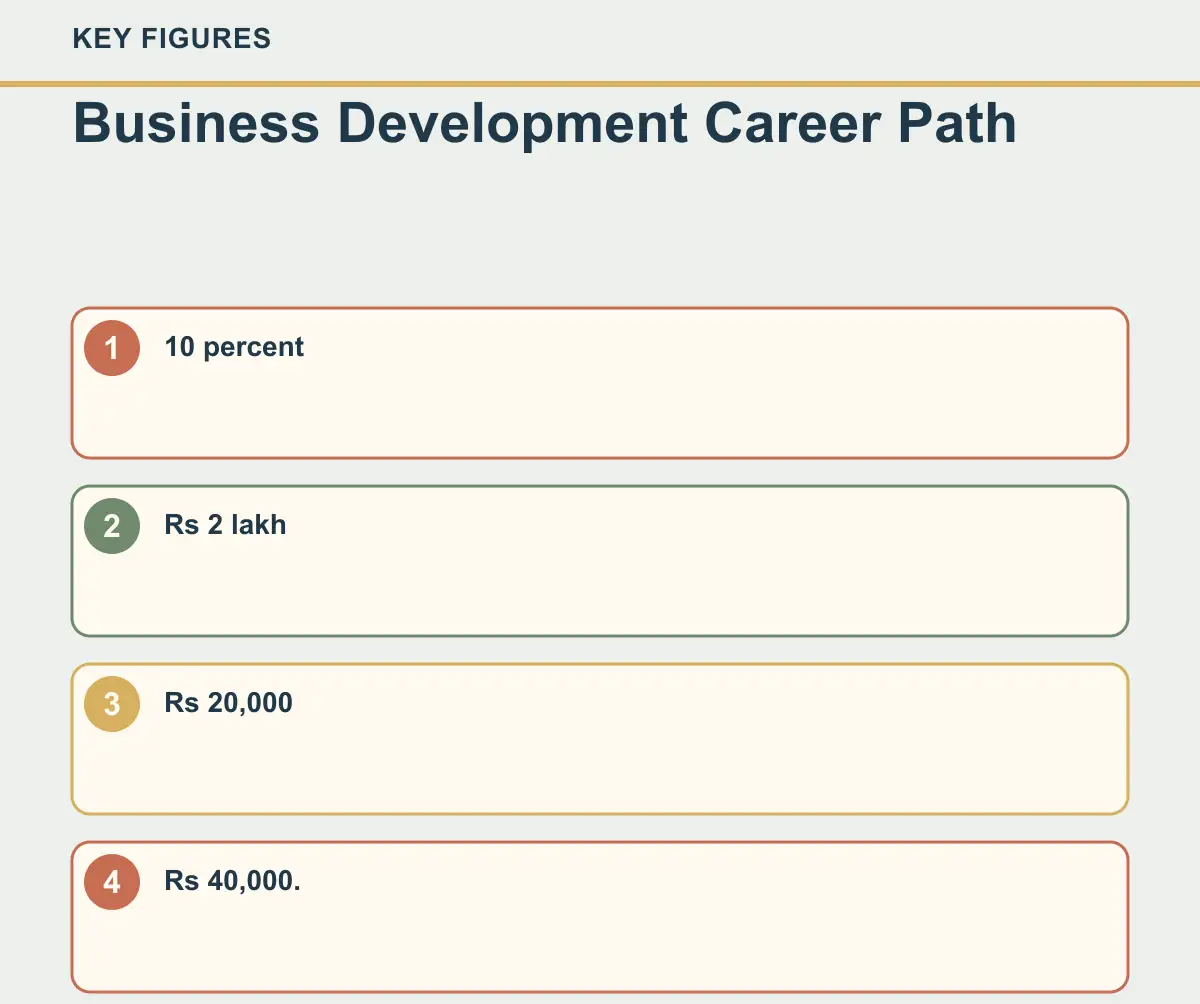 KEY FIGURES
Business Development Career Path
1 10 percent
2 Rs 2 lakh
3 Rs 20,000
4 Rs 40,000.